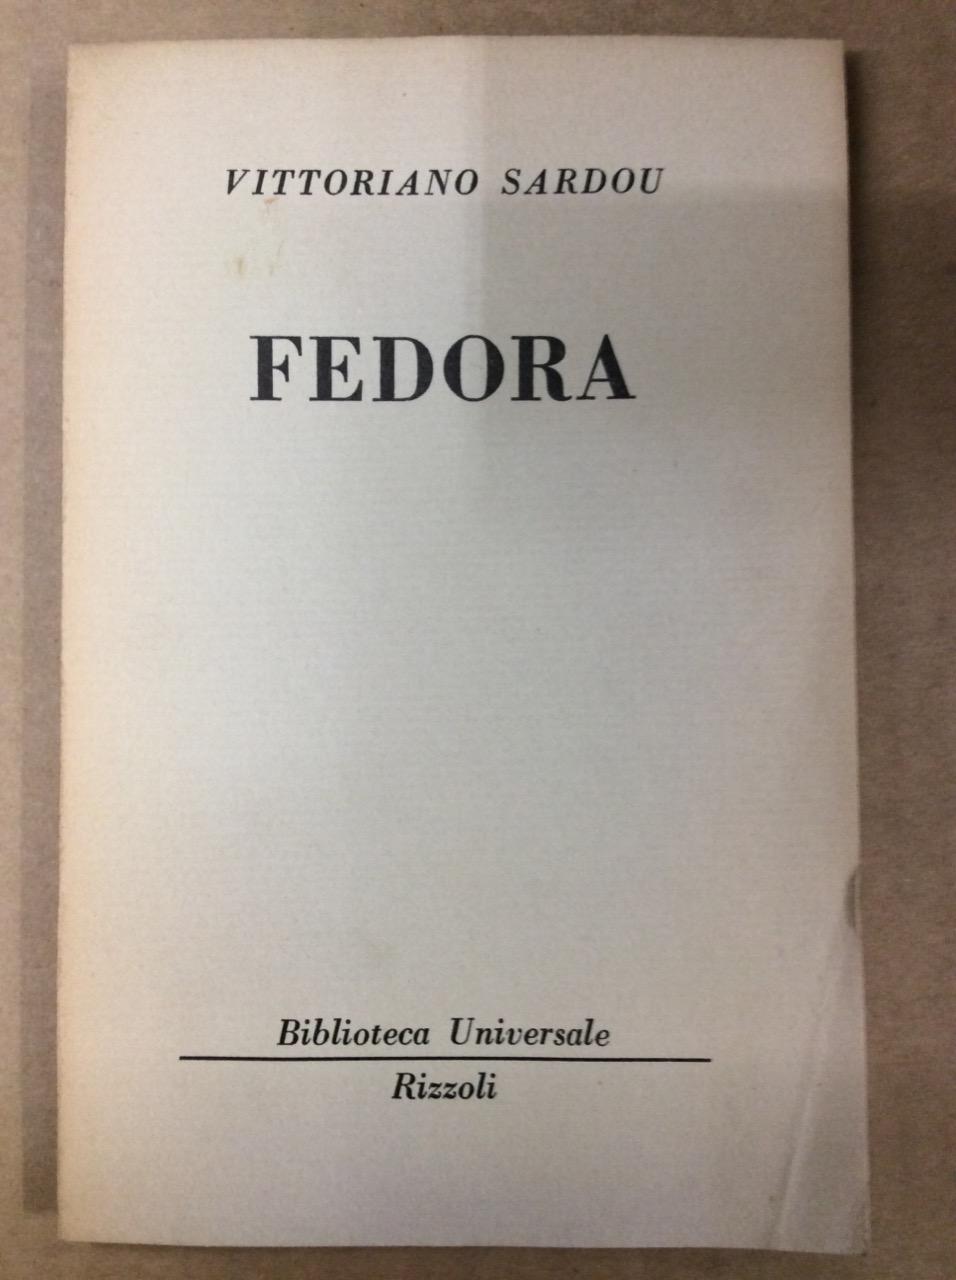 VITTORIANO SARDOU
FEDORA
Biblioteca Universale
Rizzoli